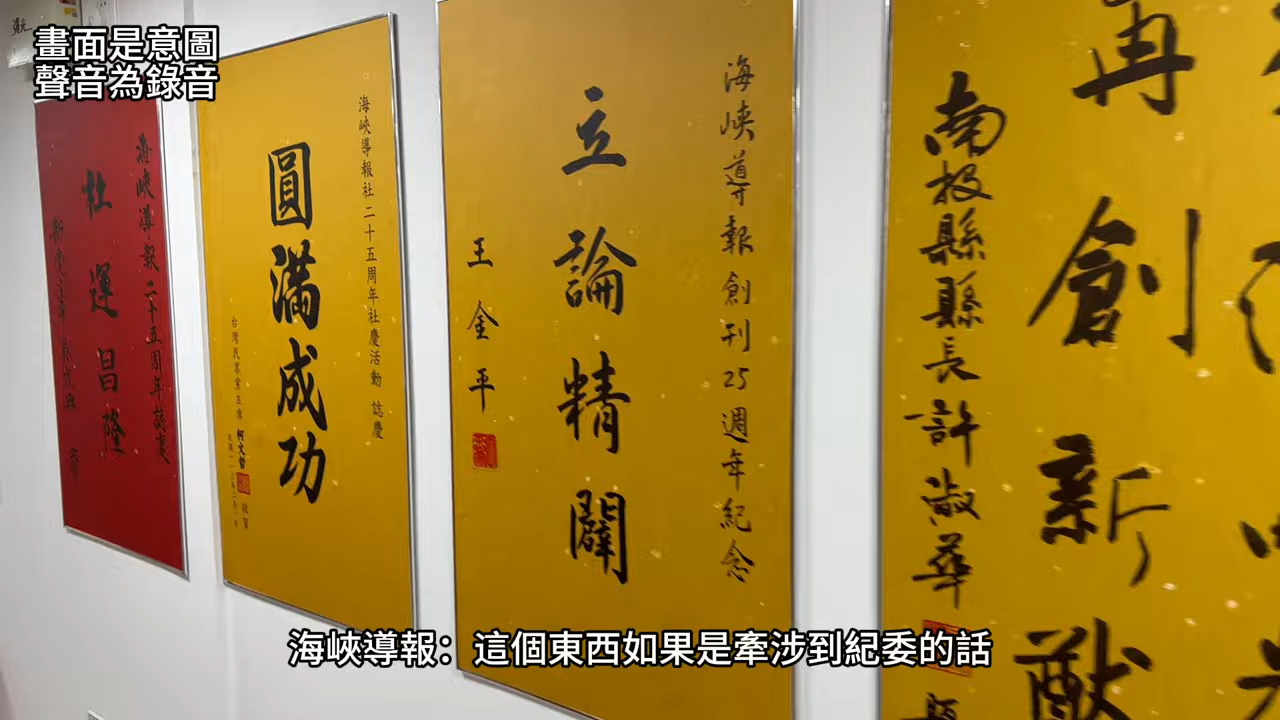 畫面是意圖
聲音為錄音
海峽導報二十五周年誌慶
社運昌隆
海峽導報社二十五周年社慶活動 誌慶
圓滿成功
台灣民眾黨主席 柯文哲 敬賀
海峽導報創刊25週年紀念
立論精闢
王金平
再創新猷
南投縣縣長許淑華
海峽導報：這個東西如果是牽涉到紀委的話